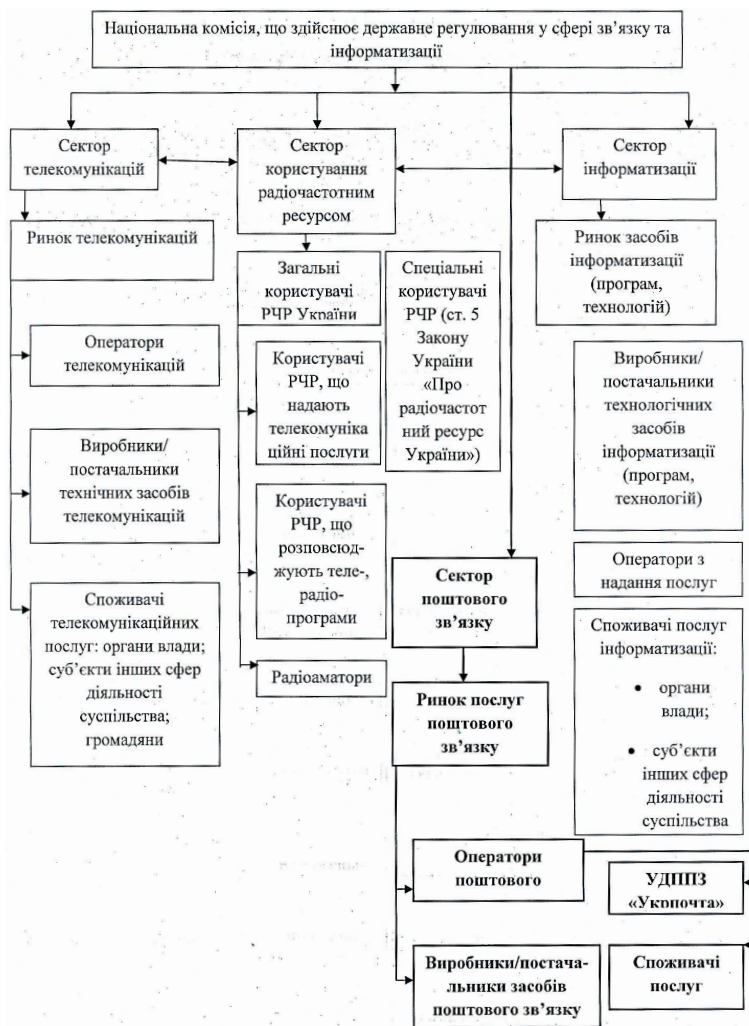 Національна комісія, що здійснює державне регулювання у сфері зв’язку та
інформатизації
Сектор
телекомунікацій
Сектор
користування
радіочастотним
ресурсом
Сектор
інформатизації
Ринок телекомунікацій
Загальні
користувачі
РЧР України
Спеціальні
користувачі
РЧР (ст. 5
Закону
України
«Про
радіочастот
ний ресурс
України»)
Ринок засобів
інформатизації
(програм,
технологій)
Оператори
телекомунікацій
Користувачі
РЧР, що
надають
телекомуніка
ційні послуги
Виробники/
постачальники
технологічних
засобів
інформатизації
(програм,
технологій)
Виробники/
постачальники
технічних засобів
телекомунікацій
Користувачі
РЧР, що
розповсюд-
жують теле-,
радіо-
програми
Сектор
поштового
зв’язку
Оператори з
надання послуг
Споживачі
телекомунікаційних
послуг: органи влади;
суб’єкти інших сфер
діяльності
суспільства;
громадяни
Радіоаматори
Ринок послуг
поштового
зв’язку
Споживачі послуг
інформатизації:
• органи
влади;
• суб’єкти
інших сфер
діяльності
суспільства
Оператори
поштового
УДППЗ
«Укрпочта»
Виробники/постача-
льники засобів
поштового зв’язку
Споживачі
послуг